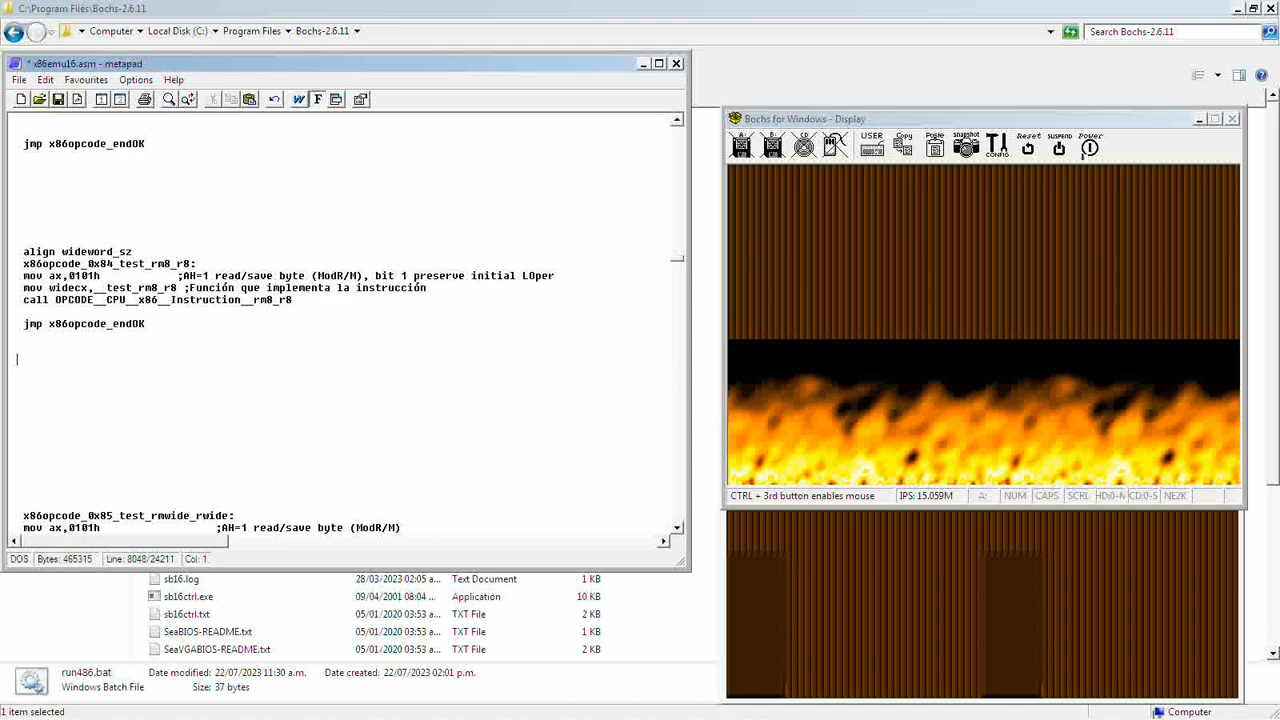 C:\Program Files\Bochs-2.6.11
Computer ▸ Local Disk (C:) ▸ Program Files ▸ Bochs-2.6.11 ▸
Search Bochs-2.6.11
* x86emu16.asm - metapad
File Edit Favourites Options Help
jmp x86opcode_endOK
align wideword_sz
x86opcode_0x84_test_rm8_r8:
mov ax,0101h ;AH=1 read/save byte (ModR/M), bit 1 preserve initial LOper
mov widecx,__test_rm8_r8 ;Función que implementa la instrucción
call OPCODE__CPU__x86__Instruction__rm8_r8
jmp x86opcode_endOK
x86opcode_0x85_test_rmwide_rwide:
mov ax,0101h ;AH=1 read/save byte (ModR/M)
DOS Bytes: 465315 Line: 8048/24211 Col: 1
Bochs for Windows - Display
USER Copy Paste snapshot CONFIG Reset SUSPEND Power
CTRL + 3rd button enables mouse IPS: 15.059M A: NUM CAPS SCRL HD:0-M CD:0-S NE2K
sb16.log 28/03/2023 02:05 a... Text Document 1 KB
sb16ctrl.exe 09/04/2001 08:04 ... Application 10 KB
sb16ctrl.txt 05/01/2020 03:53 a... TXT File 2 KB
SeaBIOS-README.txt 05/01/2020 03:53 a... TXT File 1 KB
SeaVGABIOS-README.txt 05/01/2020 03:53 a... TXT File 2 KB
run486.bat Date modified: 22/07/2023 11:30 a.m. Date created: 22/07/2023 02:01 p.m.
Windows Batch File Size: 37 bytes
1 item selected Computer